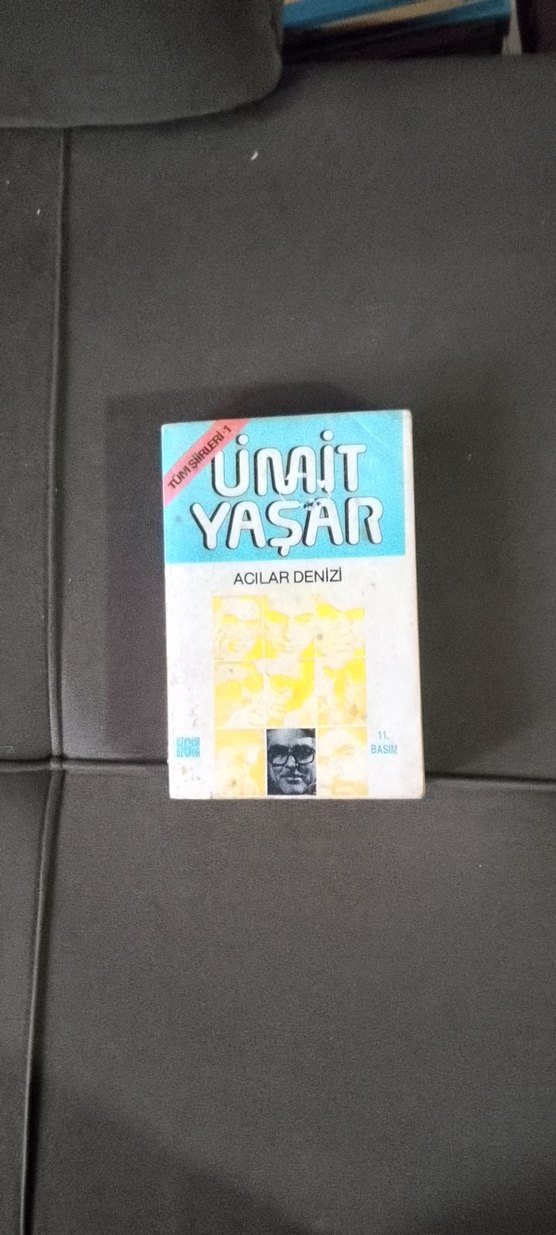 TÜM ŞİİRLERİ 1
ÜMİT
YAŞAR
ACILAR DENİZİ
11.
BASIM